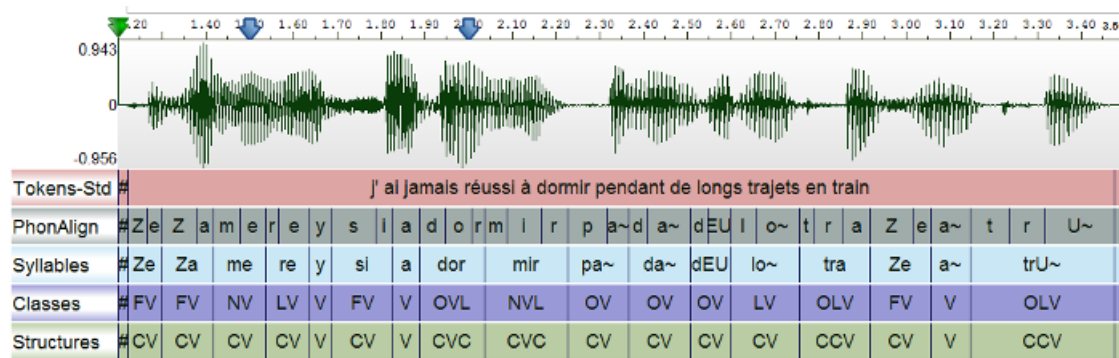 .20 1.40 1.50 1.60 1.70 1.80 1.90 2.00 2.10 2.20 2.30 2.40 2.50 2.60 2.70 2.80 2.90 3.00 3.10 3.20 3.30 3.40 3.5
0.943
0
-0.956
Tokens-Std # j' ai jamais réussi à dormir pendant de longs trajets en train
PhonAlign # Z e Z a m e r e y s i a d o r m i r p a~ d a~ d EU l o~ t r a Z e a~ t r U~
Syllables # Ze Za me re y si a dor mir pa~ da~ dEU lo~ tra Ze a~ trU~
Classes # FV FV NV LV V FV V OVL NVL OV OV OV LV OLV FV V OLV
Structures # CV CV CV CV V CV V CVC CVC CV CV CV CV CCV CV V CCV